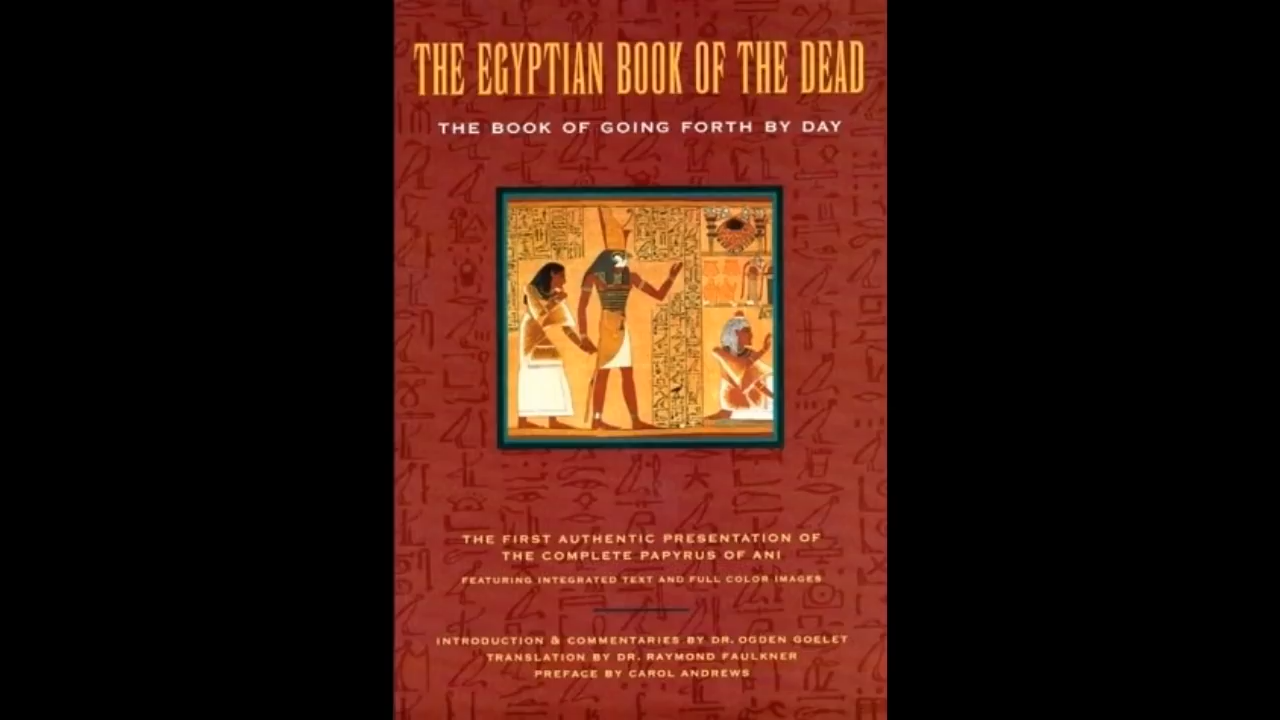 THE EGYPTIAN BOOK OF THE DEAD
THE BOOK OF GOING FORTH BY DAY
THE FIRST AUTHENTIC PRESENTATION OF
THE COMPLETE PAPYRUS OF ANI
FEATURING INTEGRATED TEXT AND FULL COLOR IMAGES
INTRODUCTION & COMMENTARIES BY DR. OGDEN GOELET
TRANSLATION BY DR. RAYMOND FAULKNER
PREFACE BY CAROL ANDREWS